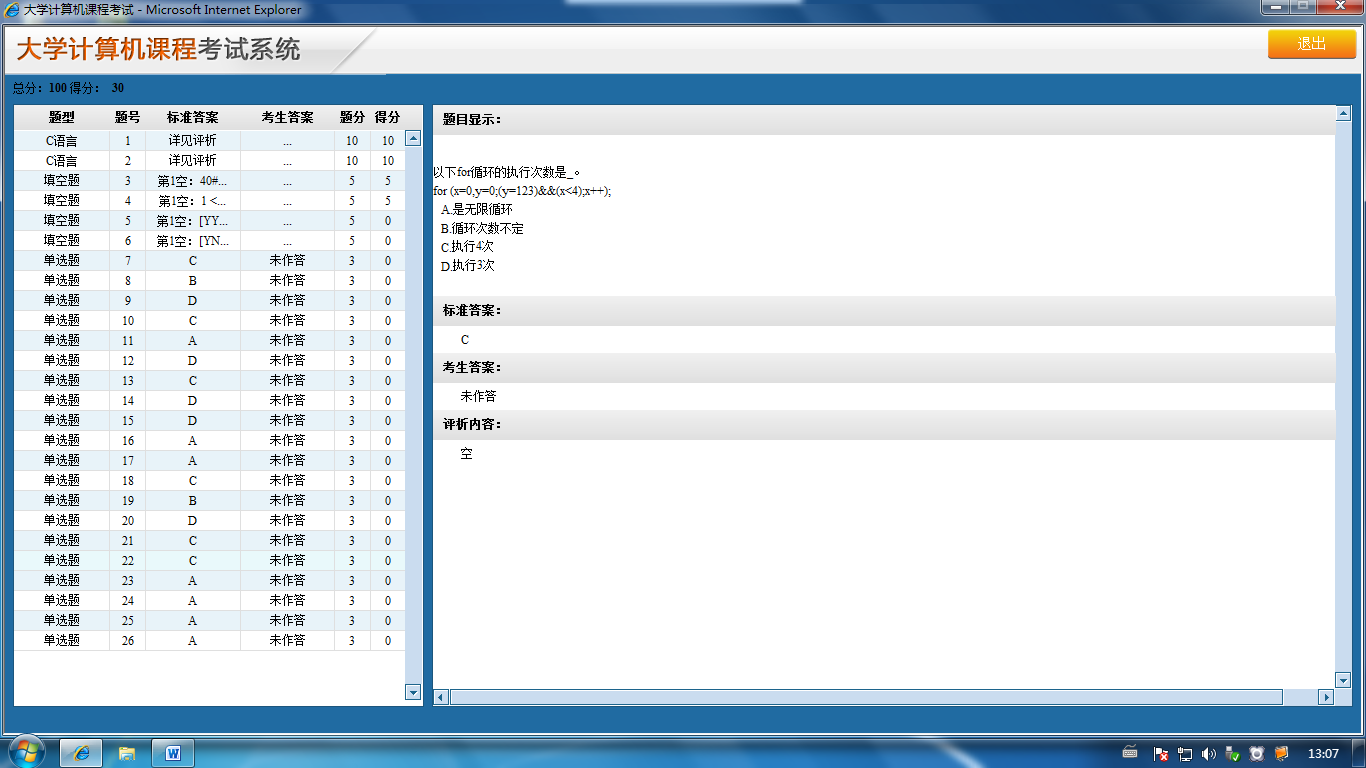 大学计算机课程考试 - Microsoft Internet Explorer
大学计算机课程考试系统
退出
总分：100 得分： 30
题型 题号 标准答案 考生答案 题分 得分
C语言 1 详见评析 ... 10 10
C语言 2 详见评析 ... 10 10
填空题 3 第1空：40#... ... 5 5
填空题 4 第1空：1 <... ... 5 5
填空题 5 第1空：[YY... ... 5 0
填空题 6 第1空：[YN... ... 5 0
单选题 7 C 未作答 3 0
单选题 8 B 未作答 3 0
单选题 9 D 未作答 3 0
单选题 10 C 未作答 3 0
单选题 11 A 未作答 3 0
单选题 12 D 未作答 3 0
单选题 13 C 未作答 3 0
单选题 14 D 未作答 3 0
单选题 15 D 未作答 3 0
单选题 16 A 未作答 3 0
单选题 17 A 未作答 3 0
单选题 18 C 未作答 3 0
单选题 19 B 未作答 3 0
单选题 20 D 未作答 3 0
单选题 21 C 未作答 3 0
单选题 22 C 未作答 3 0
单选题 23 A 未作答 3 0
单选题 24 A 未作答 3 0
单选题 25 A 未作答 3 0
单选题 26 A 未作答 3 0
题目显示：
以下for循环的执行次数是_。
for (x=0,y=0;(y=123)&&(x<4);x++);
A.是无限循环
B.循环次数不定
C.执行4次
D.执行3次
标准答案：
C
考生答案：
未作答
评析内容：
空
13:07